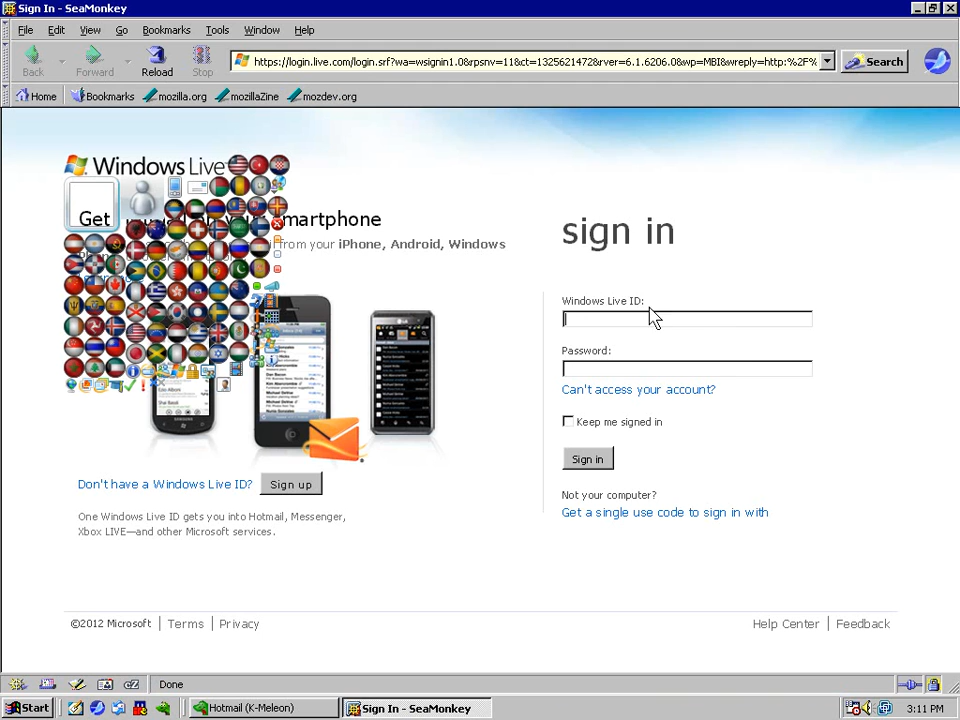 Sign In - SeaMonkey
File Edit View Go Bookmarks Tools Window Help
Back Forward Reload Stop
https://login.live.com/login.srf?wa=wsignin1.0&rpsnv=11&ct=1325621472&rver=6.1.6206.0&wp=MBI&wreply=http:%2F%
Search
Home Bookmarks mozilla.org mozillaZine mozdev.org
Windows Live
Get
martphone
from your iPhone, Android, Windows
sign in
Windows Live ID:
Password:
Can't access your account?
Keep me signed in
Sign in
Don't have a Windows Live ID? Sign up
Not your computer?
Get a single use code to sign in with
One Windows Live ID gets you into Hotmail, Messenger,
Xbox LIVE—and other Microsoft services.
©2012 Microsoft | Terms | Privacy
Help Center | Feedback
Done
Start
Hotmail (K-Meleon)
Sign In - SeaMonkey
3:11 PM